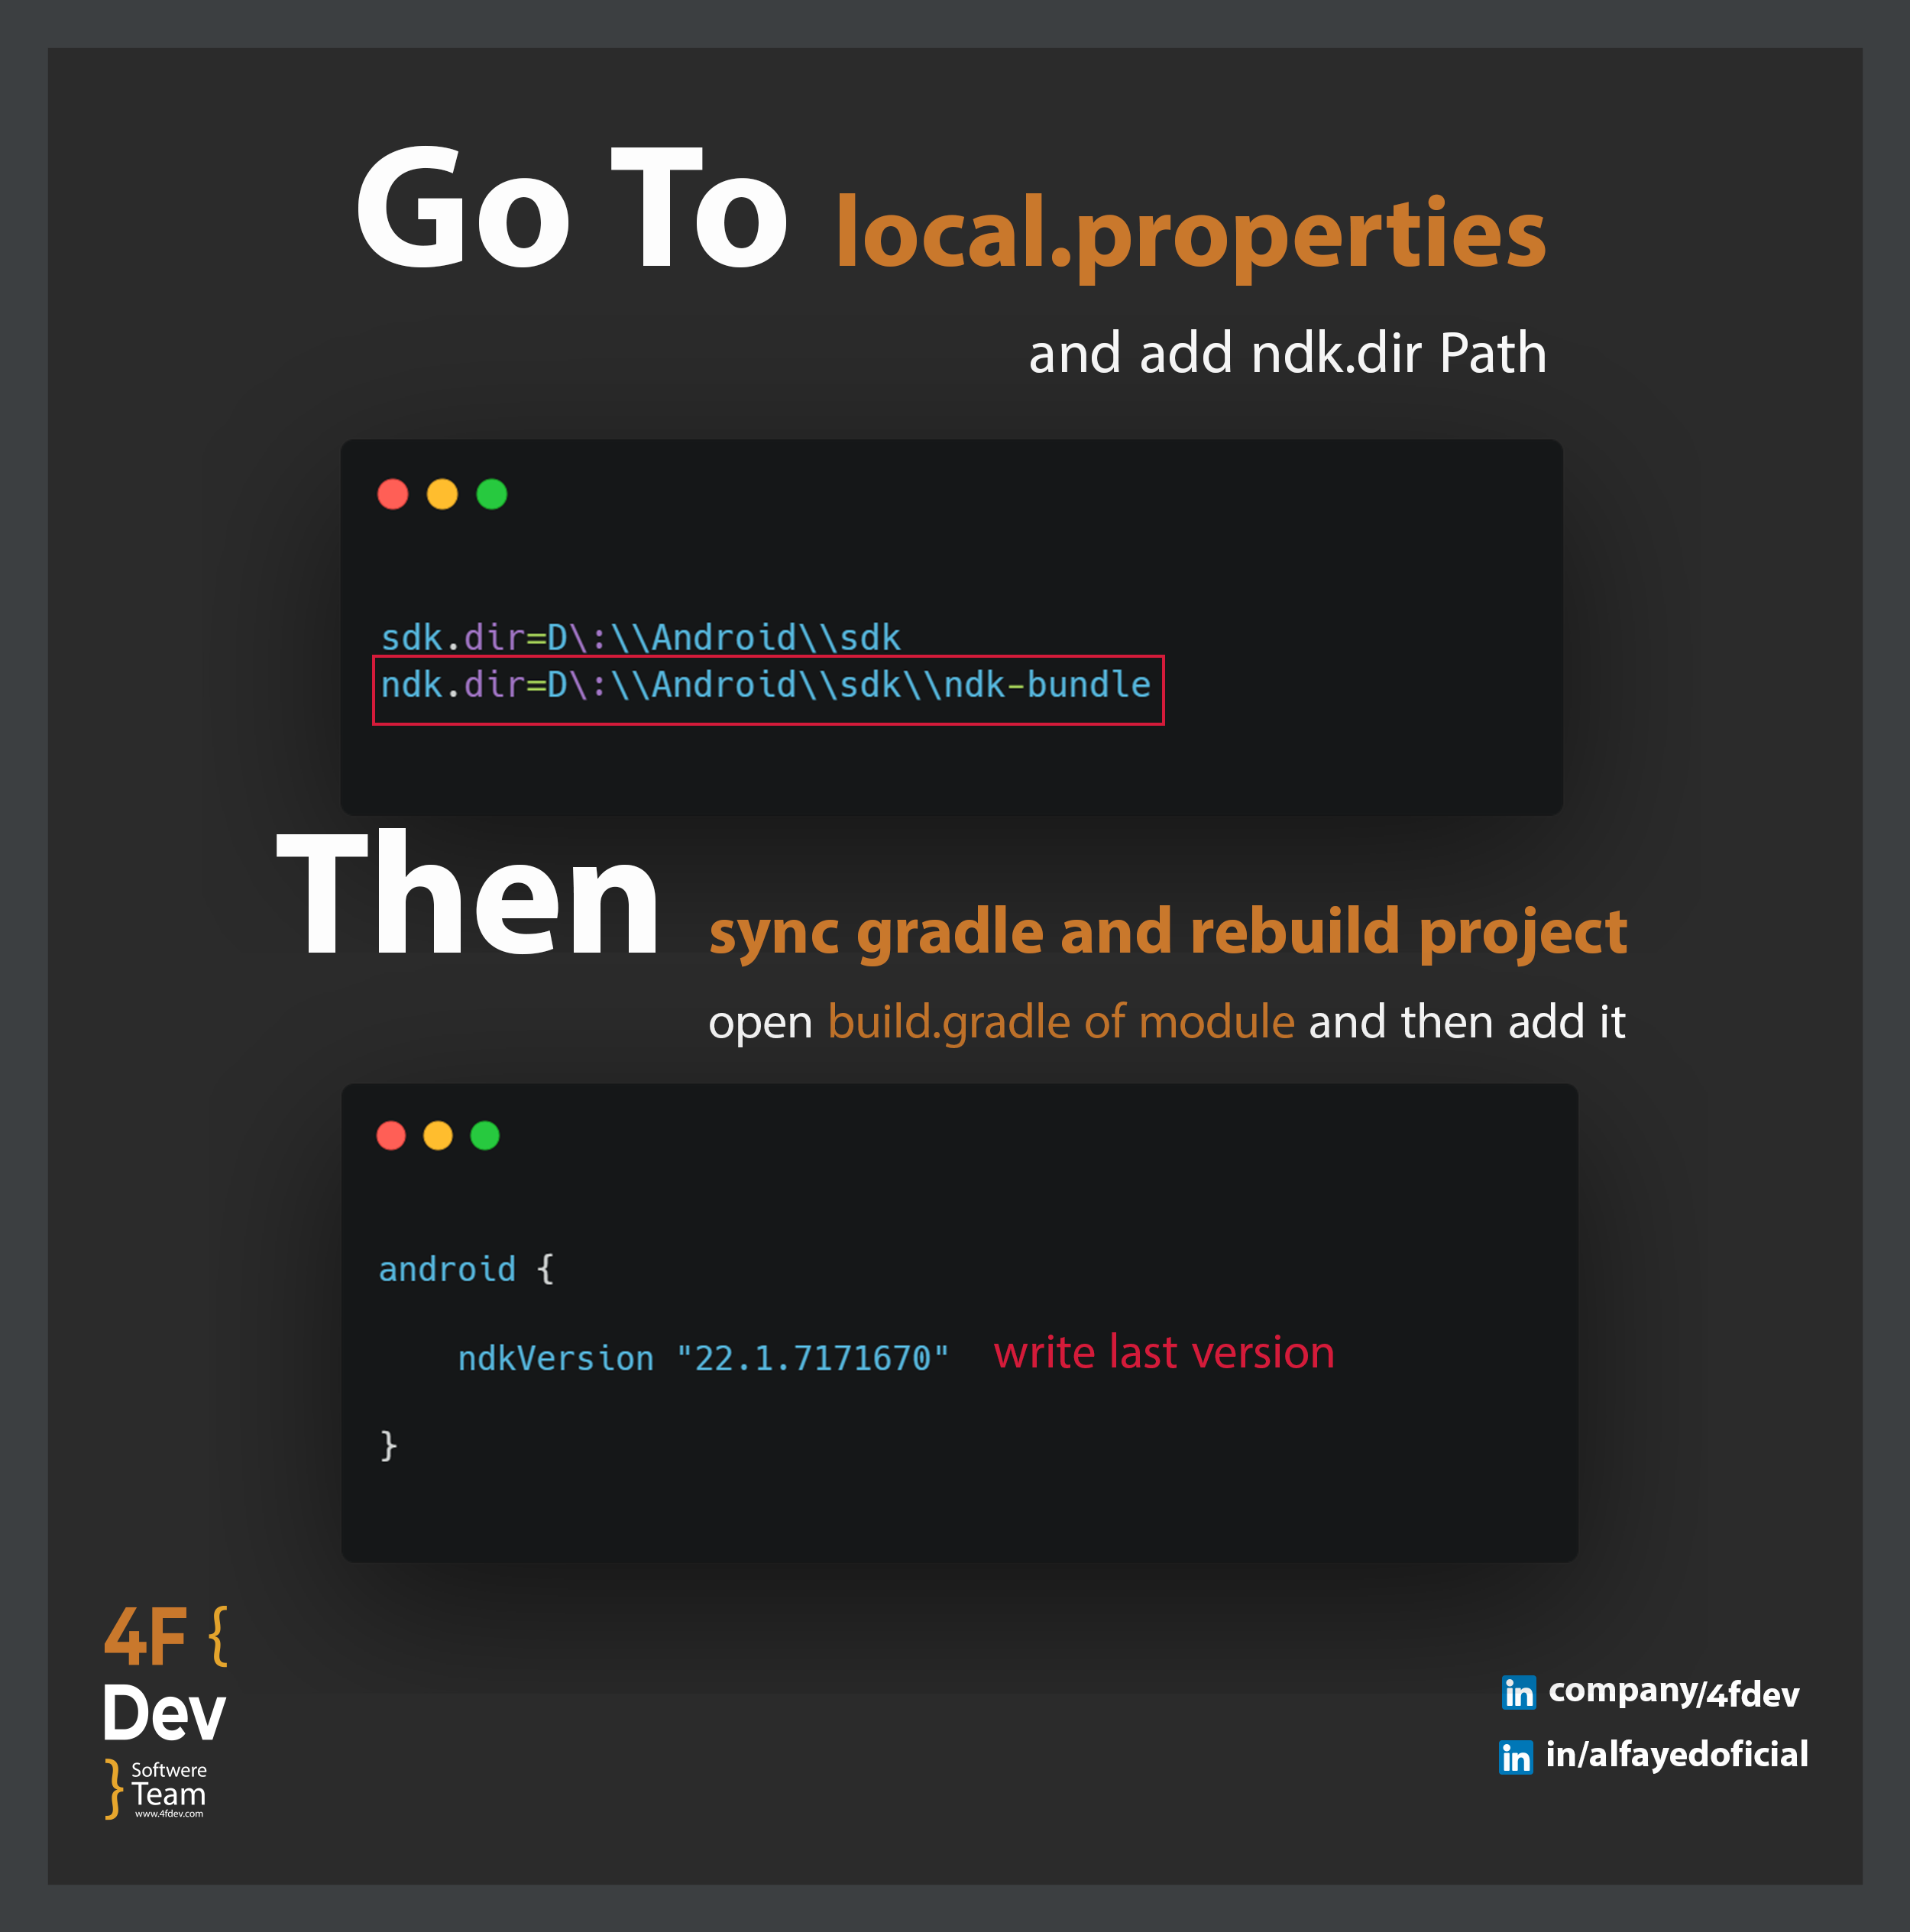 Go To local.properties
and add ndk.dir Path
sdk.dir=D\:\\Android\\sdk
ndk.dir=D\:\\Android\\sdk\\ndk-bundle
Then sync gradle and rebuild project
open build.gradle of module and then add it
android {
ndkVersion "22.1.7171670" write last version
}
4F {
Dev
} Softwere
Team
www.4fdev.com
in company/4fdev
in in/alfayedoficial